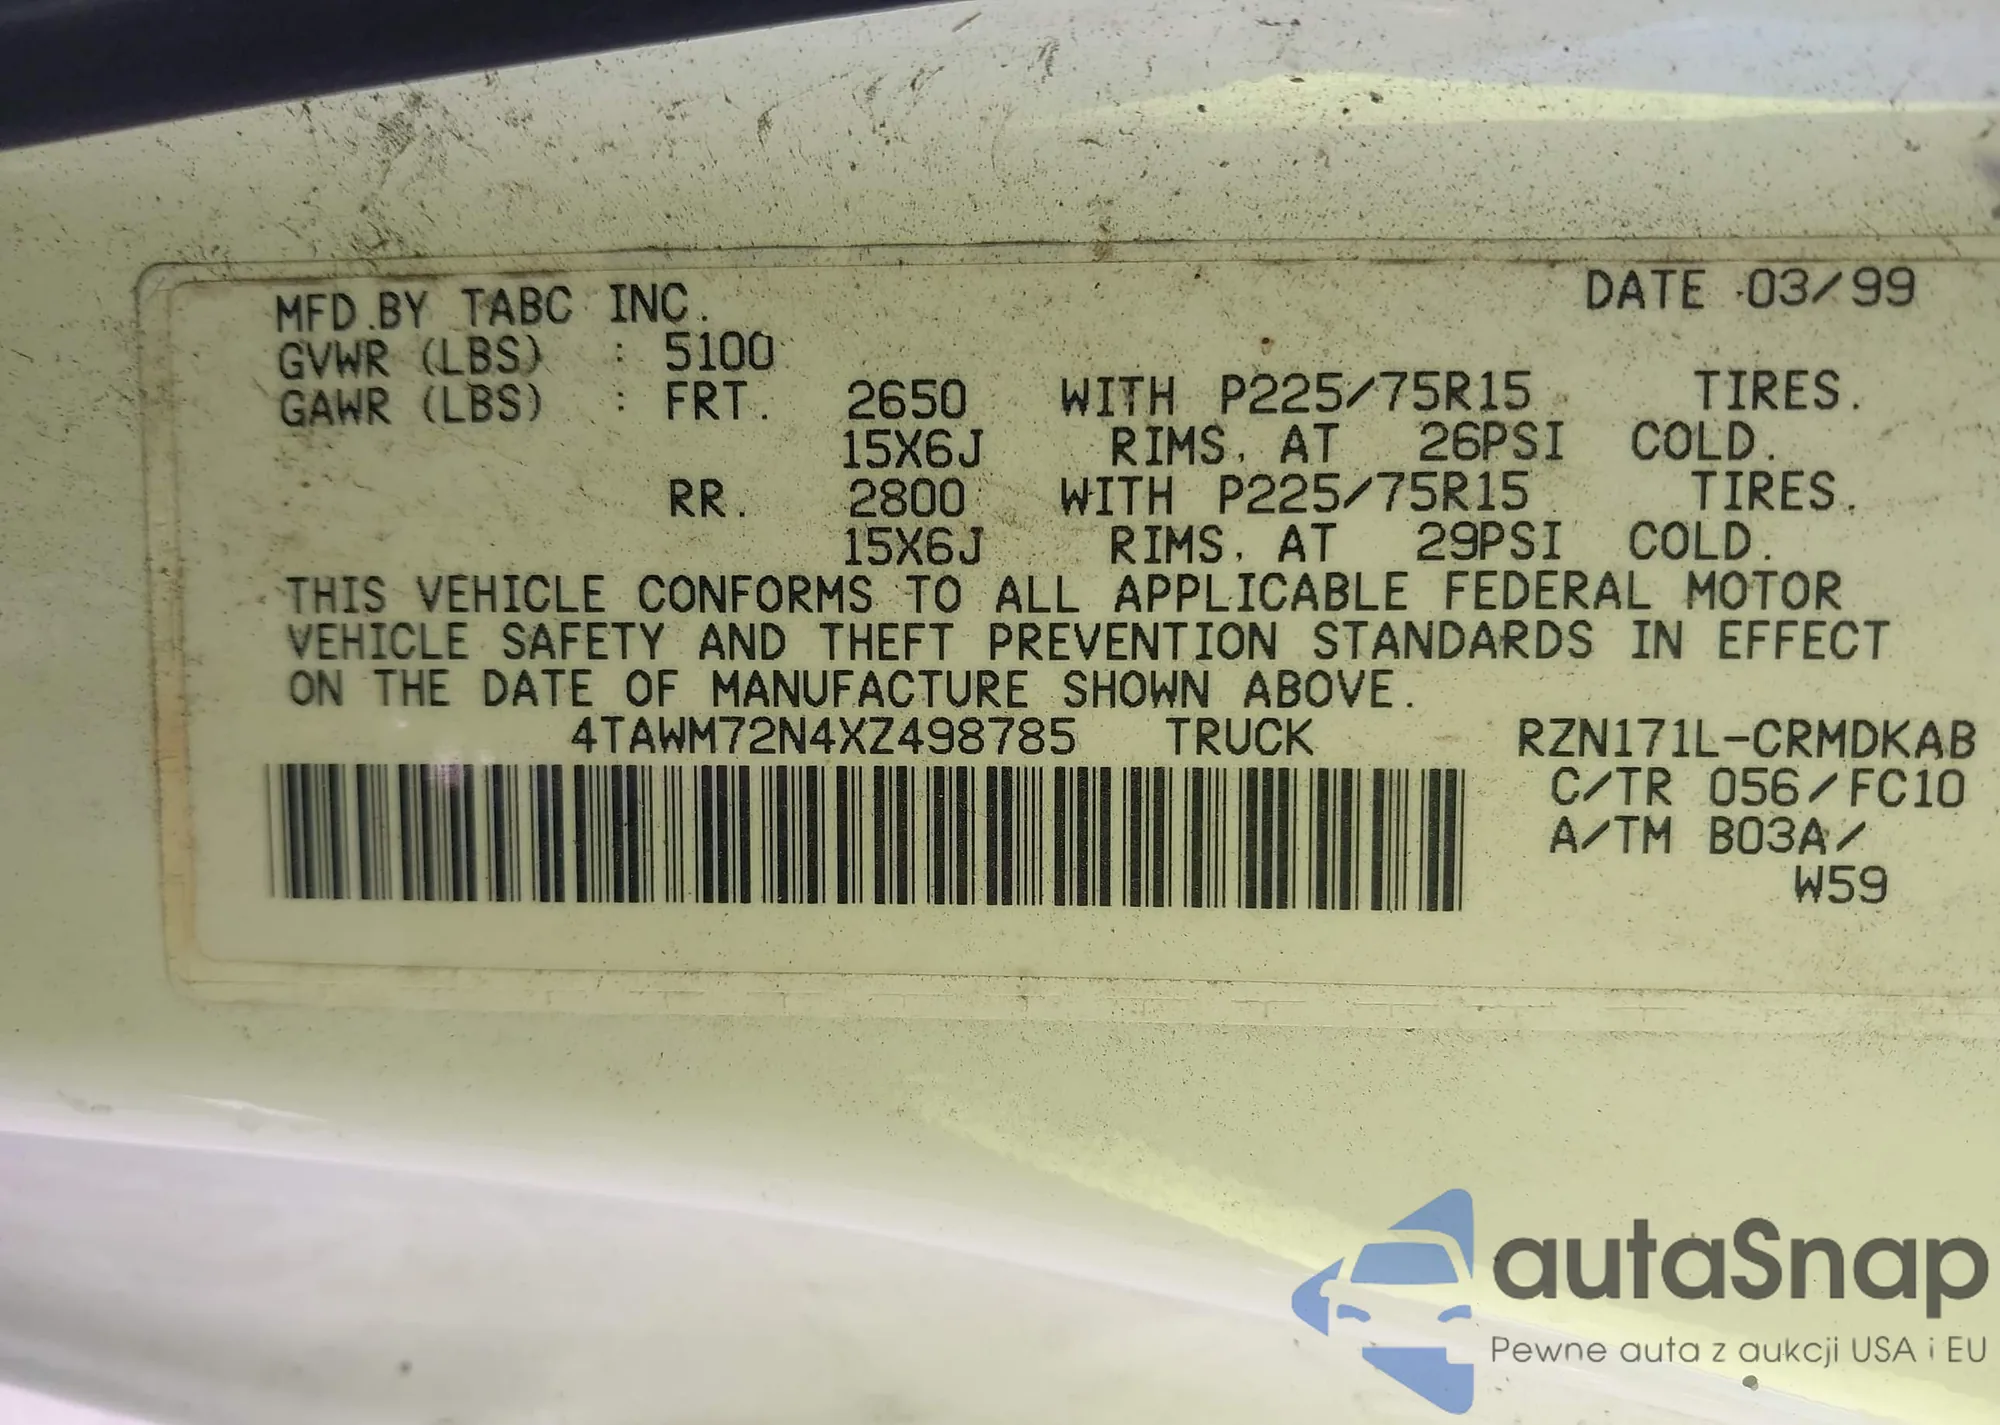 MFD.BY TABC INC. DATE 03/99
GVWR (LBS) : 5100
GAWR (LBS) : FRT. 2650 WITH P225/75R15 TIRES.
15X6J RIMS, AT 26PSI COLD.
RR. 2800 WITH P225/75R15 TIRES.
15X6J RIMS, AT 29PSI COLD.
THIS VEHICLE CONFORMS TO ALL APPLICABLE FEDERAL MOTOR
VEHICLE SAFETY AND THEFT PREVENTION STANDARDS IN EFFECT
ON THE DATE OF MANUFACTURE SHOWN ABOVE.
4TAWM72N4XZ498785 TRUCK RZN171L-CRMDKAB
C/TR 056/FC10
A/TM B03A/
W59
autaSnap
Pewne auta z aukcji USA i EU